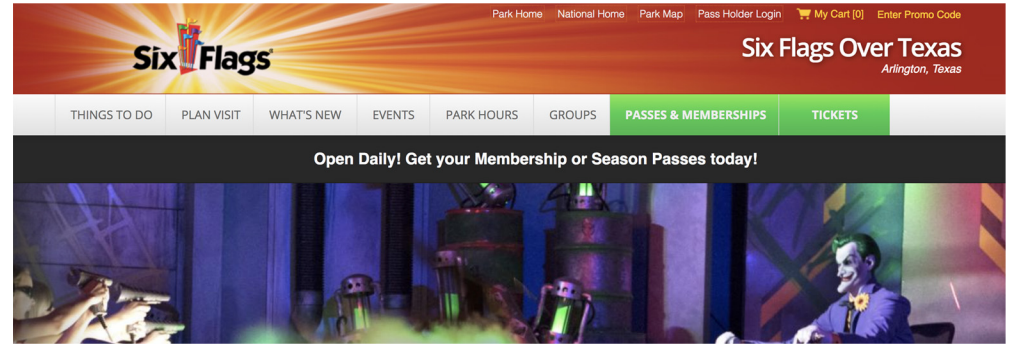 Park Home National Home Park Map Pass Holder Login My Cart [0] Enter Promo Code
Six Flags
Six Flags Over Texas
Arlington, Texas
THINGS TO DO PLAN VISIT WHAT'S NEW EVENTS PARK HOURS GROUPS PASSES & MEMBERSHIPS TICKETS
Open Daily! Get your Membership or Season Passes today!